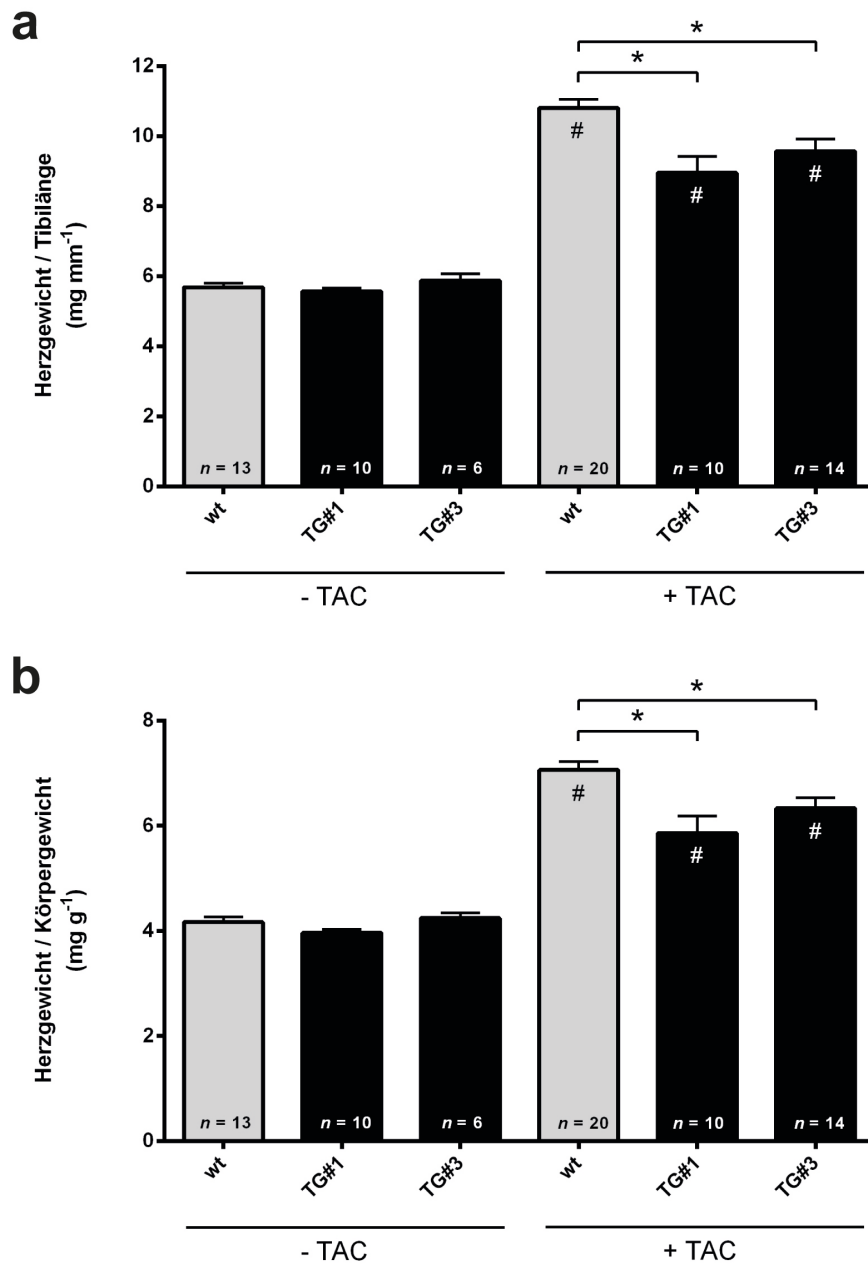 a
*
*
12
10
8
6
4
2
0
Herzgewicht / Tibilänge
(mg mm⁻¹)
#
#
#
n = 13
n = 10
n = 6
n = 20
n = 10
n = 14
wt
TG#1
TG#3
wt
TG#1
TG#3
- TAC
+ TAC
b
*
*
8
6
4
2
0
Herzgewicht / Körpergewicht
(mg g⁻¹)
#
#
#
n = 13
n = 10
n = 6
n = 20
n = 10
n = 14
wt
TG#1
TG#3
wt
TG#1
TG#3
- TAC
+ TAC